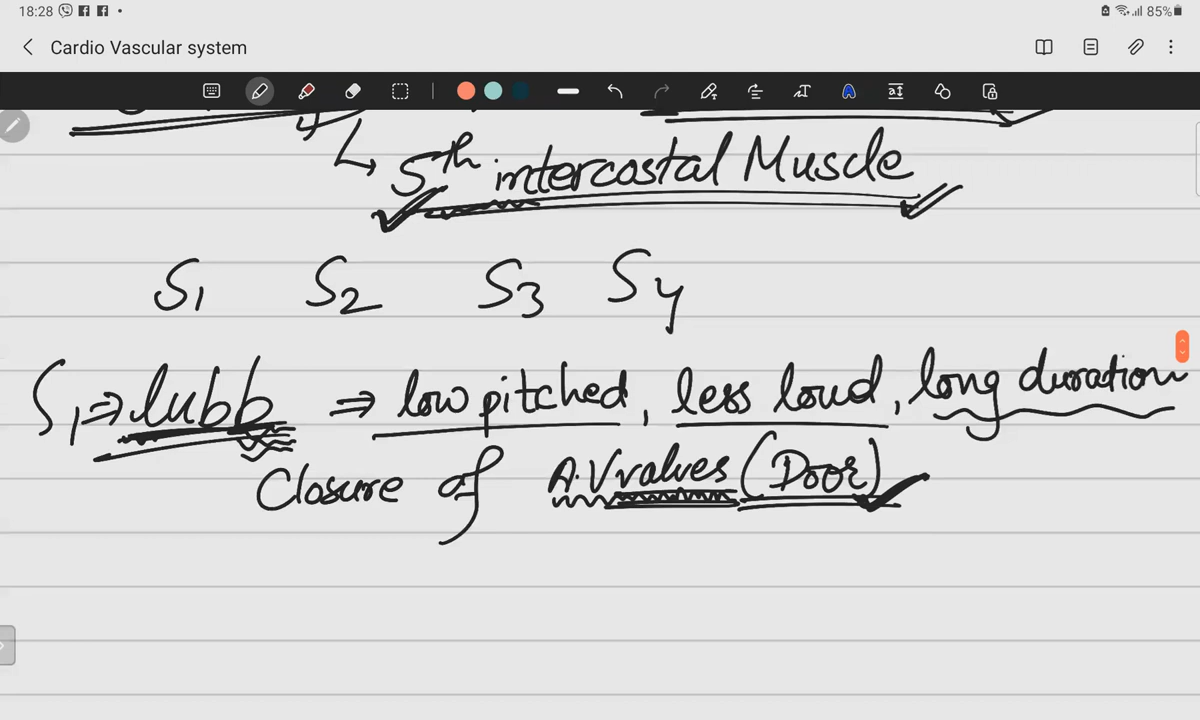 18:28 85%
Cardio Vascular system
5th intercostal Muscle
S1 S2 S3 S4
S1 ⇒ lubb ⇒ low pitched, less loud, long duration
Closure of A.V valves (Door)